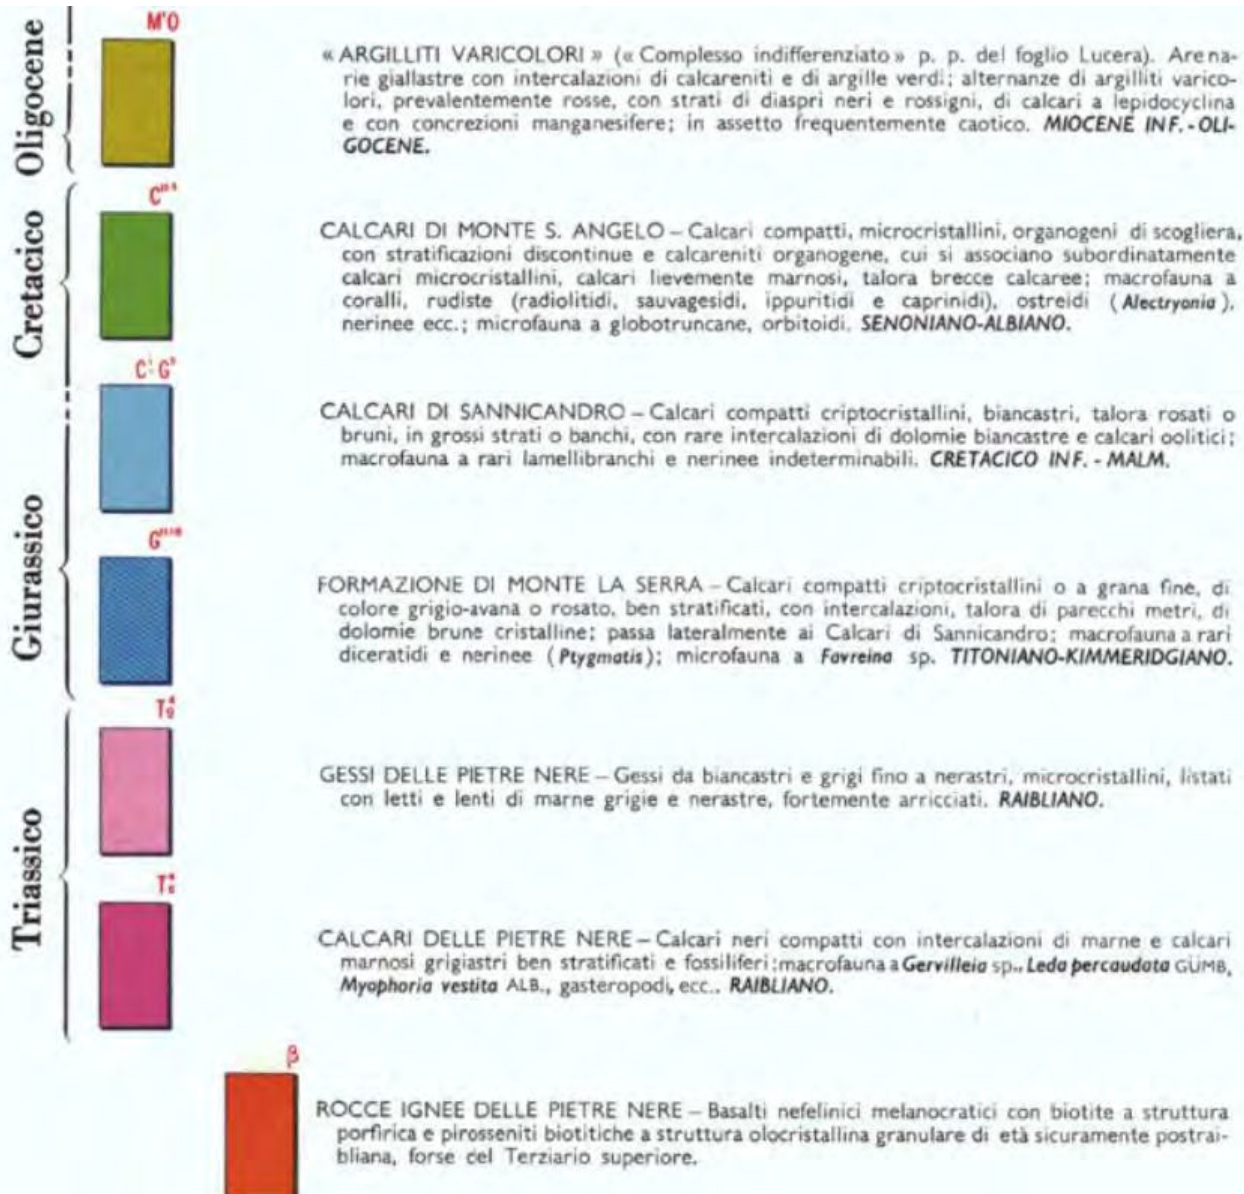 Oligocene
M'O
« ARGILLITI VARICOLORI » (« Complesso indifferenziato » p. p. del foglio Lucera). Arena-
rie giallastre con intercalazioni di calcareniti e di argille verdi; alternanze di argilliti varico-
lori, prevalentemente rosse, con strati di diaspri neri e rossigni, di calcari a lepidocyclina
e con concrezioni manganesifere; in assetto frequentemente caotico. MIOCENE INF. - OLI-
GOCENE.
Cretacico
CALCARI DI MONTE S. ANGELO – Calcari compatti, microcristallini, organogeni di scogliera,
con stratificazioni discontinue e calcareniti organogene, cui si associano subordinatamente
calcari microcristallini, calcari lievemente marnosi, talora brecce calcaree; macrofauna a
coralli, rudiste (radiolitidi, sauvagesidi, ippuritidi e caprinidi), ostreidi (Alectryonia),
nerinee ecc.; microfauna a globotruncane, orbitoidi. SENONIANO-ALBIANO.
CALCARI DI SANNICANDRO – Calcari compatti criptocristallini, biancastri, talora rosati o
bruni, in grossi strati o banchi, con rare intercalazioni di dolomie biancastre e calcari oolitici;
macrofauna a rari lamellibranchi e nerinee indeterminabili. CRETACICO INF. - MALM.
Giurassico
FORMAZIONE DI MONTE LA SERRA – Calcari compatti criptocristallini o a grana fine, di
colore grigio-avana o rosato, ben stratificati, con intercalazioni, talora di parecchi metri, di
dolomie brune cristalline; passa lateralmente ai Calcari di Sannicandro; macrofauna a rari
diceratidi e nerinee (Ptygmatis); microfauna a Favreina sp. TITONIANO-KIMMERIDGIANO.
Triassico
GESSI DELLE PIETRE NERE – Gessi da biancastri e grigi fino a nerastri, microcristallini, listati
con letti e lenti di marne grigie e nerastre, fortemente arricciati. RAIBLIANO.
CALCARI DELLE PIETRE NERE – Calcari neri compatti con intercalazioni di marne e calcari
marnosi grigiastri ben stratificati e fossiliferi; macrofauna a Gervilleia sp., Leda percaudata GÜMB,
Myophoria vestita ALB., gasteropodi, ecc.. RAIBLIANO.
β
ROCCE IGNEE DELLE PIETRE NERE – Basalti nefelinici melanocratici con biotite a struttura
porfirica e pirosseniti biotitiche a struttura olocristallina granulare di età sicuramente postrai-
bliana, forse del Terziario superiore.